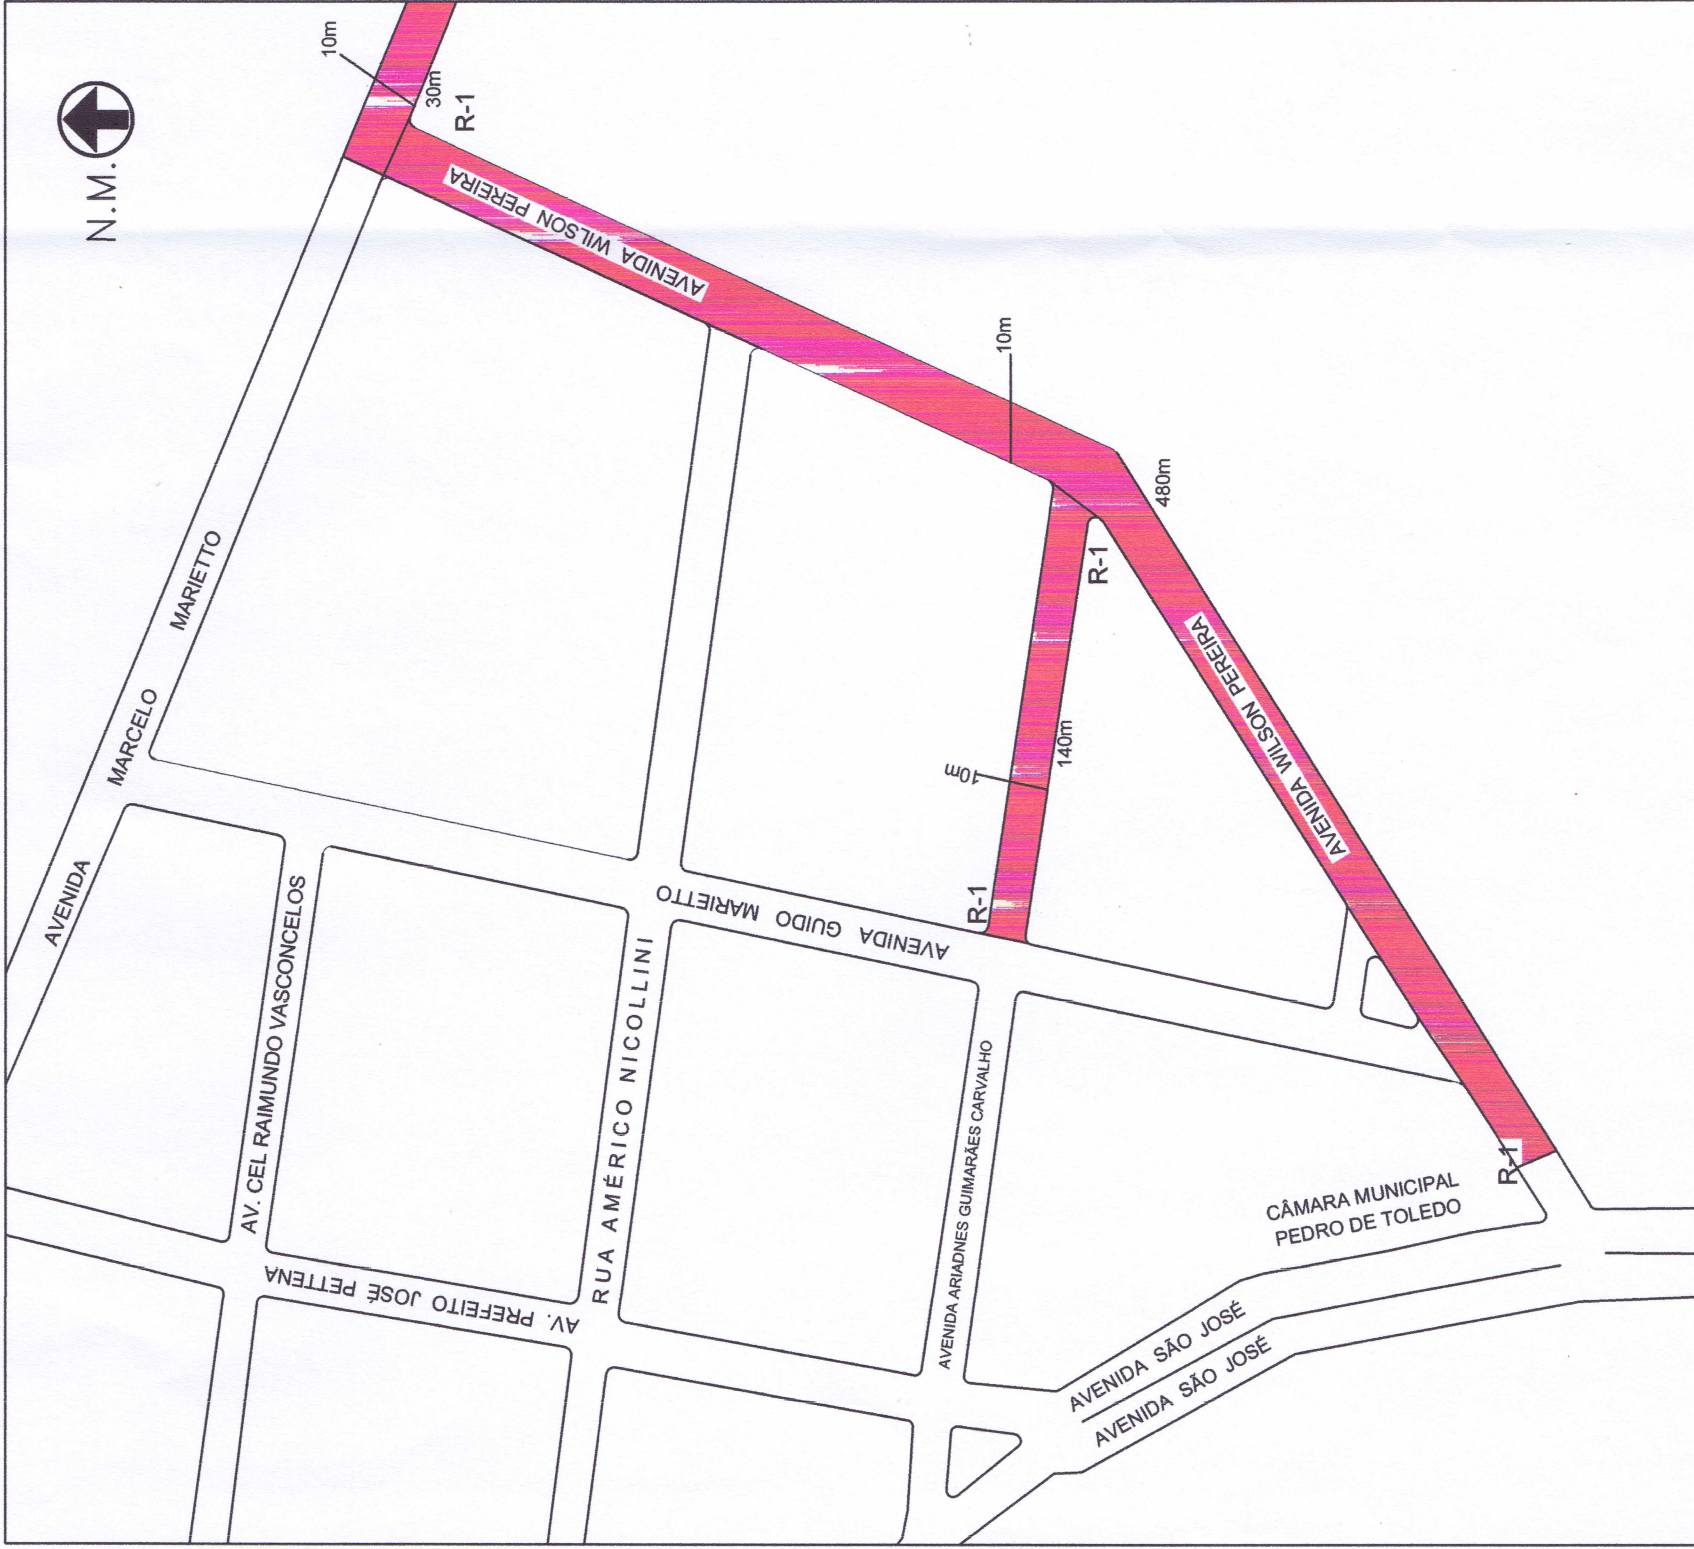 N.M.
10m
30m
R-1
AVENIDA WILSON PEREIRA
AVENIDA MARCELO MARIETTO
10m
480m
R-1
AVENIDA WILSON PEREIRA
140m
10m
R-1
AVENIDA GUIDO MARIETTO
AV. CEL RAIMUNDO VASCONCELOS
RUA AMÉRICO NICOLLINI
AVENIDA ARIADNES GUIMARÃES CARVALHO
AV. PREFEITO JOSÉ PETTENA
R-1
CÂMARA MUNICIPAL
PEDRO DE TOLEDO
AVENIDA SÃO JOSÉ
AVENIDA SÃO JOSÉ